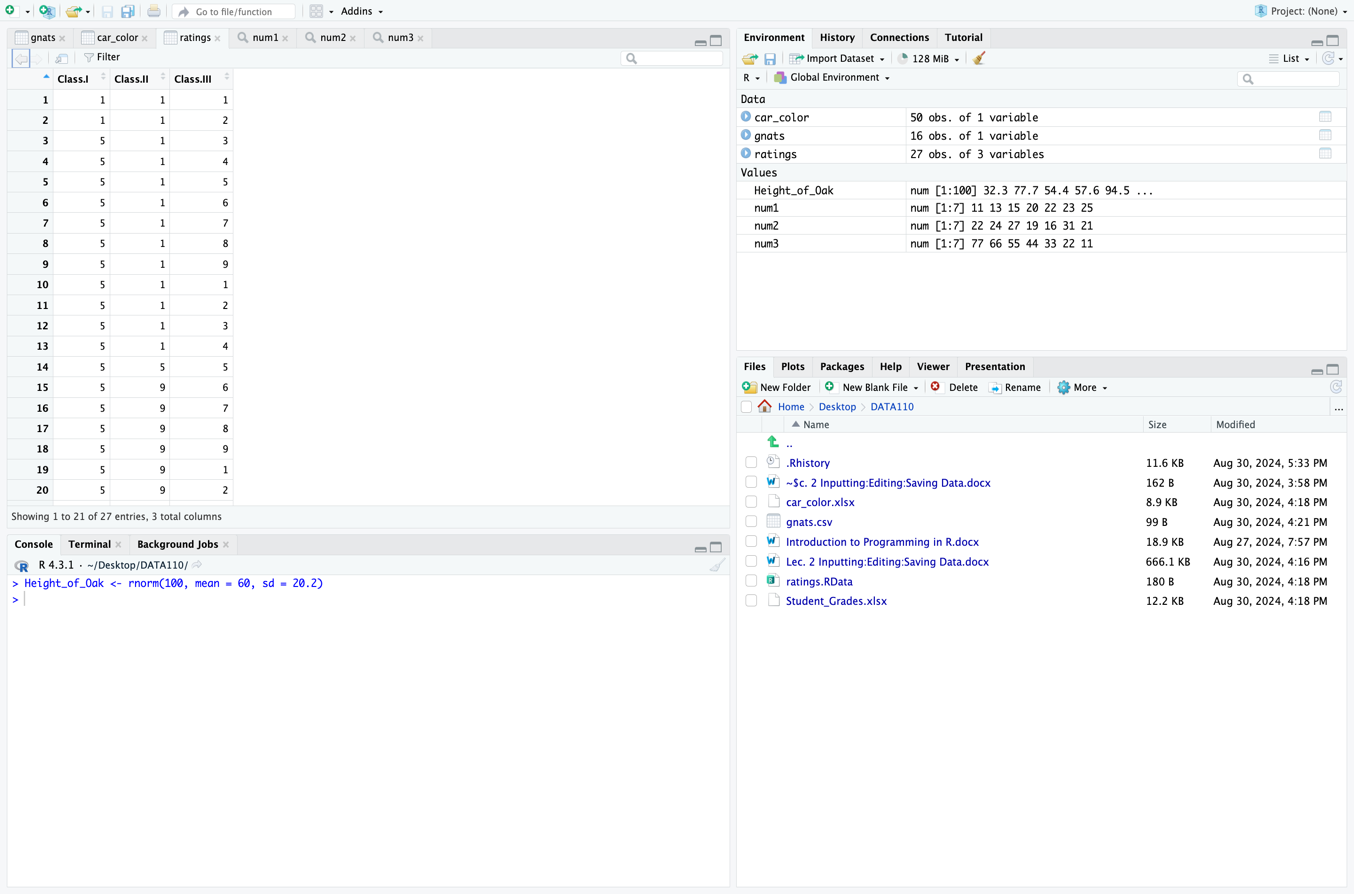 Go to file/function Addins Project: (None)
gnats car_color ratings num1 num2 num3
Filter
Class.I Class.II Class.III
1 1 1 1
2 1 1 2
3 5 1 3
4 5 1 4
5 5 1 5
6 5 1 6
7 5 1 7
8 5 1 8
9 5 1 9
10 5 1 1
11 5 1 2
12 5 1 3
13 5 1 4
14 5 5 5
15 5 9 6
16 5 9 7
17 5 9 8
18 5 9 9
19 5 9 1
20 5 9 2
Showing 1 to 21 of 27 entries, 3 total columns
Console Terminal Background Jobs
R 4.3.1 · ~/Desktop/DATA110/
> Height_of_Oak <- rnorm(100, mean = 60, sd = 20.2)
>
Environment History Connections Tutorial
Import Dataset 128 MiB List
R Global Environment
Data
car_color 50 obs. of 1 variable
gnats 16 obs. of 1 variable
ratings 27 obs. of 3 variables
Values
Height_of_Oak num [1:100] 32.3 77.7 54.4 57.6 94.5 ...
num1 num [1:7] 11 13 15 20 22 23 25
num2 num [1:7] 22 24 27 19 16 31 21
num3 num [1:7] 77 66 55 44 33 22 11
Files Plots Packages Help Viewer Presentation
New Folder New Blank File Delete Rename More
Home Desktop DATA110 ...
Name Size Modified
..
.Rhistory 11.6 KB Aug 30, 2024, 5:33 PM
~$c. 2 Inputting:Editing:Saving Data.docx 162 B Aug 30, 2024, 3:58 PM
car_color.xlsx 8.9 KB Aug 30, 2024, 4:18 PM
gnats.csv 99 B Aug 30, 2024, 4:21 PM
Introduction to Programming in R.docx 18.9 KB Aug 27, 2024, 7:57 PM
Lec. 2 Inputting:Editing:Saving Data.docx 666.1 KB Aug 30, 2024, 4:16 PM
ratings.RData 180 B Aug 30, 2024, 4:18 PM
Student_Grades.xlsx 12.2 KB Aug 30, 2024, 4:18 PM